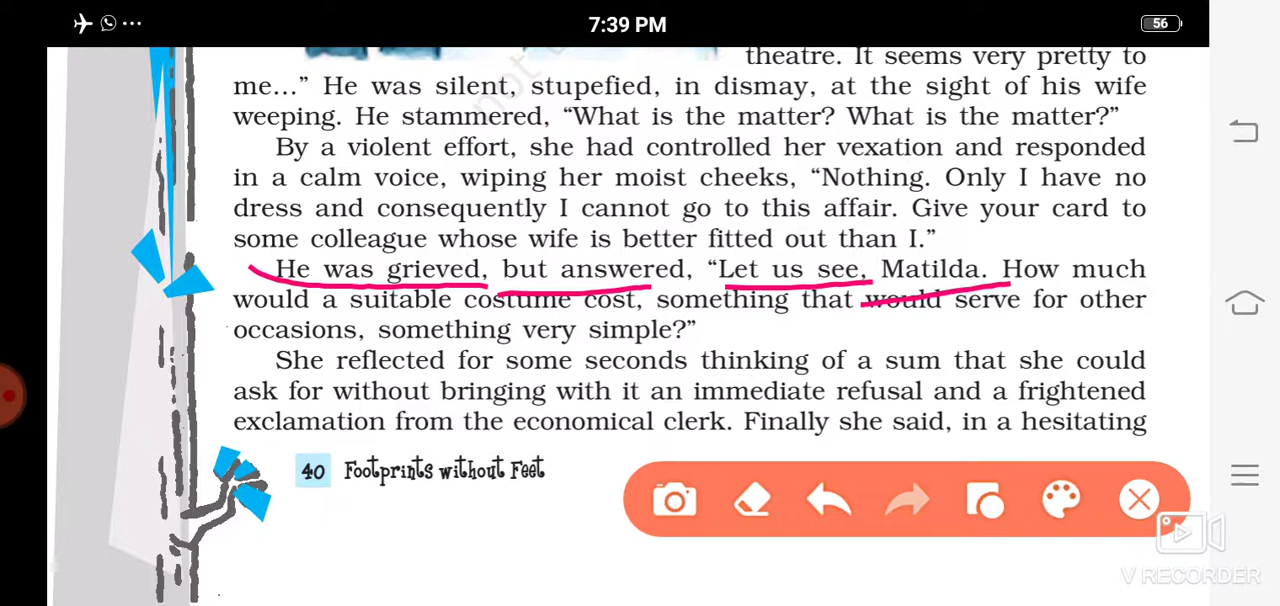 7:39 PM
56
theatre. It seems very pretty to
me...” He was silent, stupefied, in dismay, at the sight of his wife
weeping. He stammered, “What is the matter? What is the matter?”
By a violent effort, she had controlled her vexation and responded
in a calm voice, wiping her moist cheeks, “Nothing. Only I have no
dress and consequently I cannot go to this affair. Give your card to
some colleague whose wife is better fitted out than I.”
He was grieved, but answered, “Let us see, Matilda. How much
would a suitable costume cost, something that would serve for other
occasions, something very simple?”
She reflected for some seconds thinking of a sum that she could
ask for without bringing with it an immediate refusal and a frightened
exclamation from the economical clerk. Finally she said, in a hesitating
40 Footprints without Feet
V RECORDER